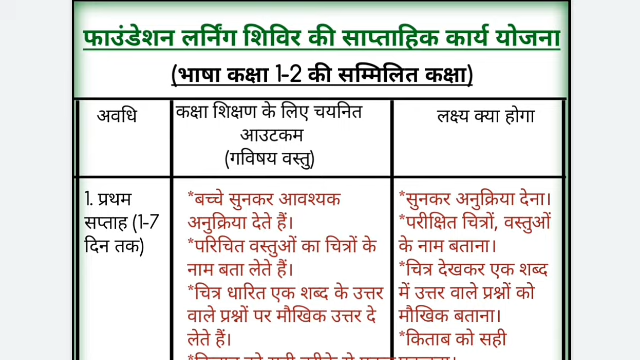 फाउंडेशन लर्निंग शिविर की साप्ताहिक कार्य योजना
(भाषा कक्षा 1-2 की सम्मिलित कक्षा)
अवधि
कक्षा शिक्षण के लिए चयनित
आउटकम
(गविषय वस्तु)
लक्ष्य क्या होगा
1. प्रथम
सप्ताह (1-7
दिन तक)
*बच्चे सुनकर आवश्यक
अनुक्रिया देते हैं।
*परिचित वस्तुओं का चित्रों के
नाम बता लेते हैं।
*चित्र धारित एक शब्द के उत्तर
वाले प्रश्नों पर मौखिक उत्तर दे
लेते हैं।
*सुनकर अनुक्रिया देना।
*परीक्षित चित्रों, वस्तुओं
के नाम बताना।
*चित्र देखकर एक शब्द
में उत्तर वाले प्रश्नों को
मौखिक बताना।
*किताब को सही